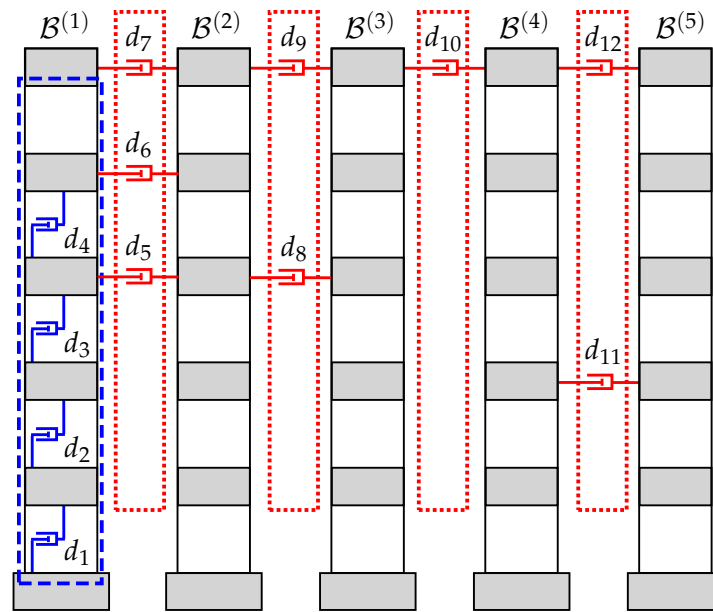 𝓑⁽¹⁾ 𝓑⁽²⁾ 𝓑⁽³⁾ 𝓑⁽⁴⁾ 𝓑⁽⁵⁾
d₇ d₉ d₁₀ d₁₂
d₆
d₄ d₅ d₈
d₃ d₁₁
d₂
d₁